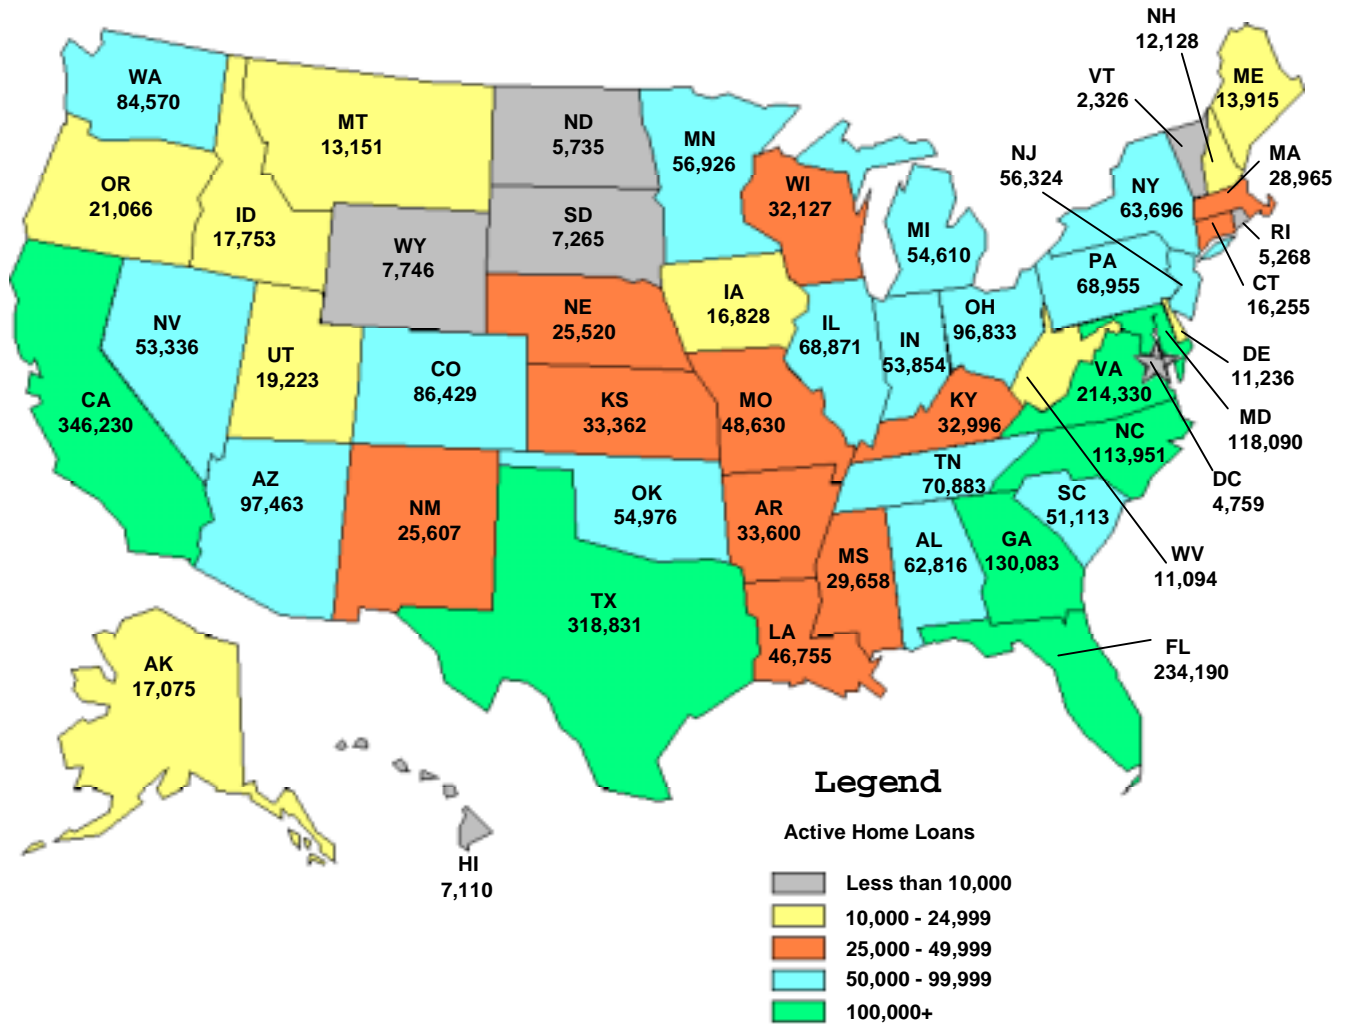 NH
12,128
VT
2,326
ME
13,915
WA
84,570
MT
13,151
ND
5,735
MN
56,926
NJ
56,324
MA
28,965
OR
21,066
ID
17,753
WY
7,746
SD
7,265
WI
32,127
MI
54,610
NY
63,696
RI
5,268
PA
68,955
CT
16,255
NV
53,336
UT
19,223
CO
86,429
NE
25,520
IA
16,828
IL
68,871
IN
53,854
OH
96,833
DE
11,236
CA
346,230
KS
33,362
MO
48,630
KY
32,996
VA
214,330
MD
118,090
NC
113,951
AZ
97,463
NM
25,607
OK
54,976
AR
33,600
TN
70,883
SC
51,113
DC
4,759
MS
29,658
AL
62,816
GA
130,083
WV
11,094
TX
318,831
LA
46,755
FL
234,190
AK
17,075
HI
7,110
Legend
Active Home Loans
Less than 10,000
10,000 - 24,999
25,000 - 49,999
50,000 - 99,999
100,000+